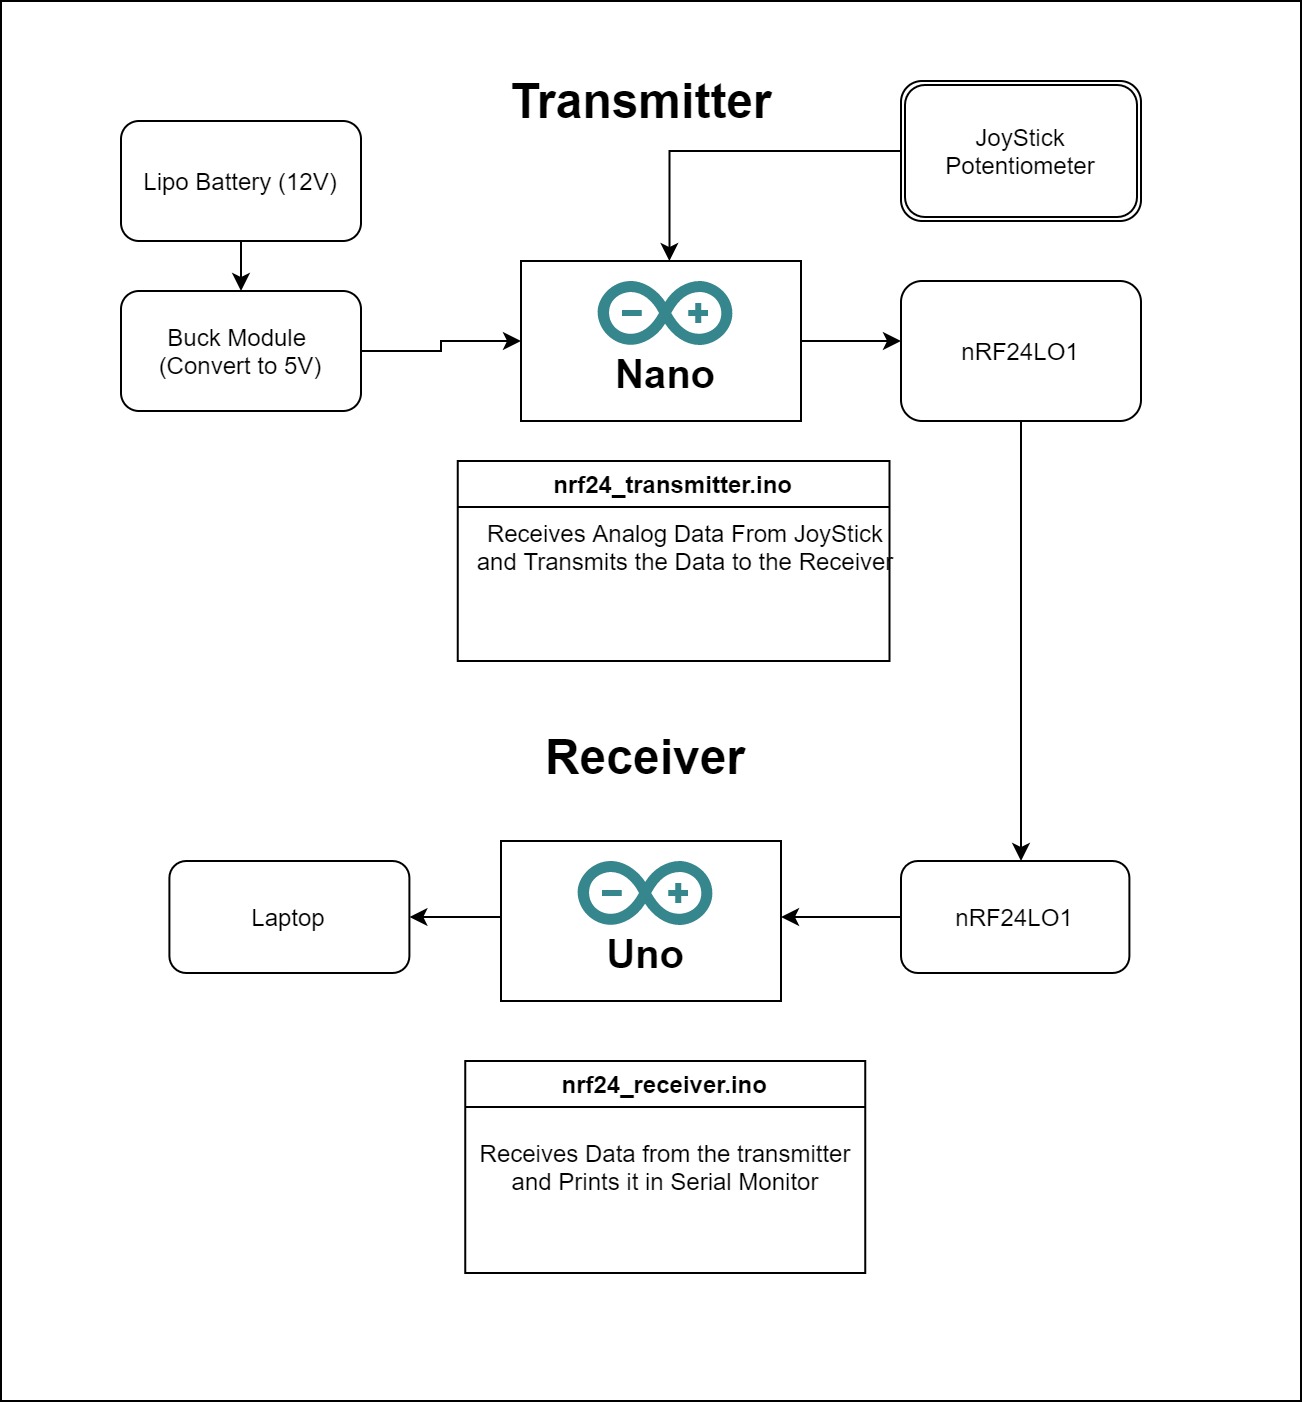 Transmitter
JoyStick
Potentiometer
Lipo Battery (12V)
Buck Module
(Convert to 5V)
Nano
nRF24LO1
nrf24_transmitter.ino
Receives Analog Data From JoyStick
and Transmits the Data to the Receiver
Receiver
Laptop
Uno
nRF24LO1
nrf24_receiver.ino
Receives Data from the transmitter
and Prints it in Serial Monitor